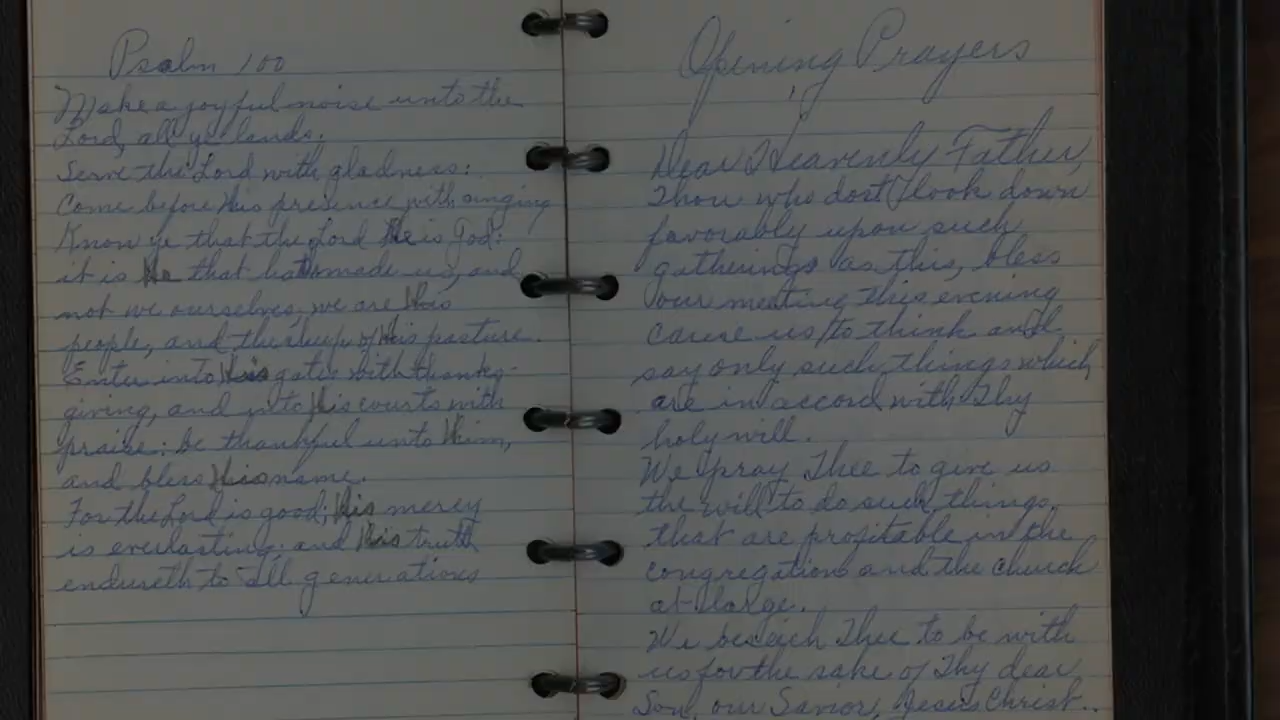 Psalm 100
Make a joyful noise unto the
Lord, all ye lands.
Serve the Lord with gladness:
Come before His presence with singing
Know ye that the Lord He is God:
it is He that hath made us, and
not we ourselves; we are His
people, and the sheep of His pasture.
Enter into His gates with thanks-
giving, and into His courts with
praise: be thankful unto Him,
and bless His name.
For the Lord is good; His mercy
is everlasting; and His truth
endureth to all generations
Opening Prayers
Dear Heavenly Father,
Thou who dost look down
favorably upon such
gatherings as this, bless
our meeting this evening
cause us to think and
say only such things which
are in accord with Thy
holy will.
We pray Thee to give us
the will to do such things
that are profitable in the
congregation and the church
at large.
We beseech Thee to be with
us for the sake of Thy dear
Son, our Savior, Jesus Christ.